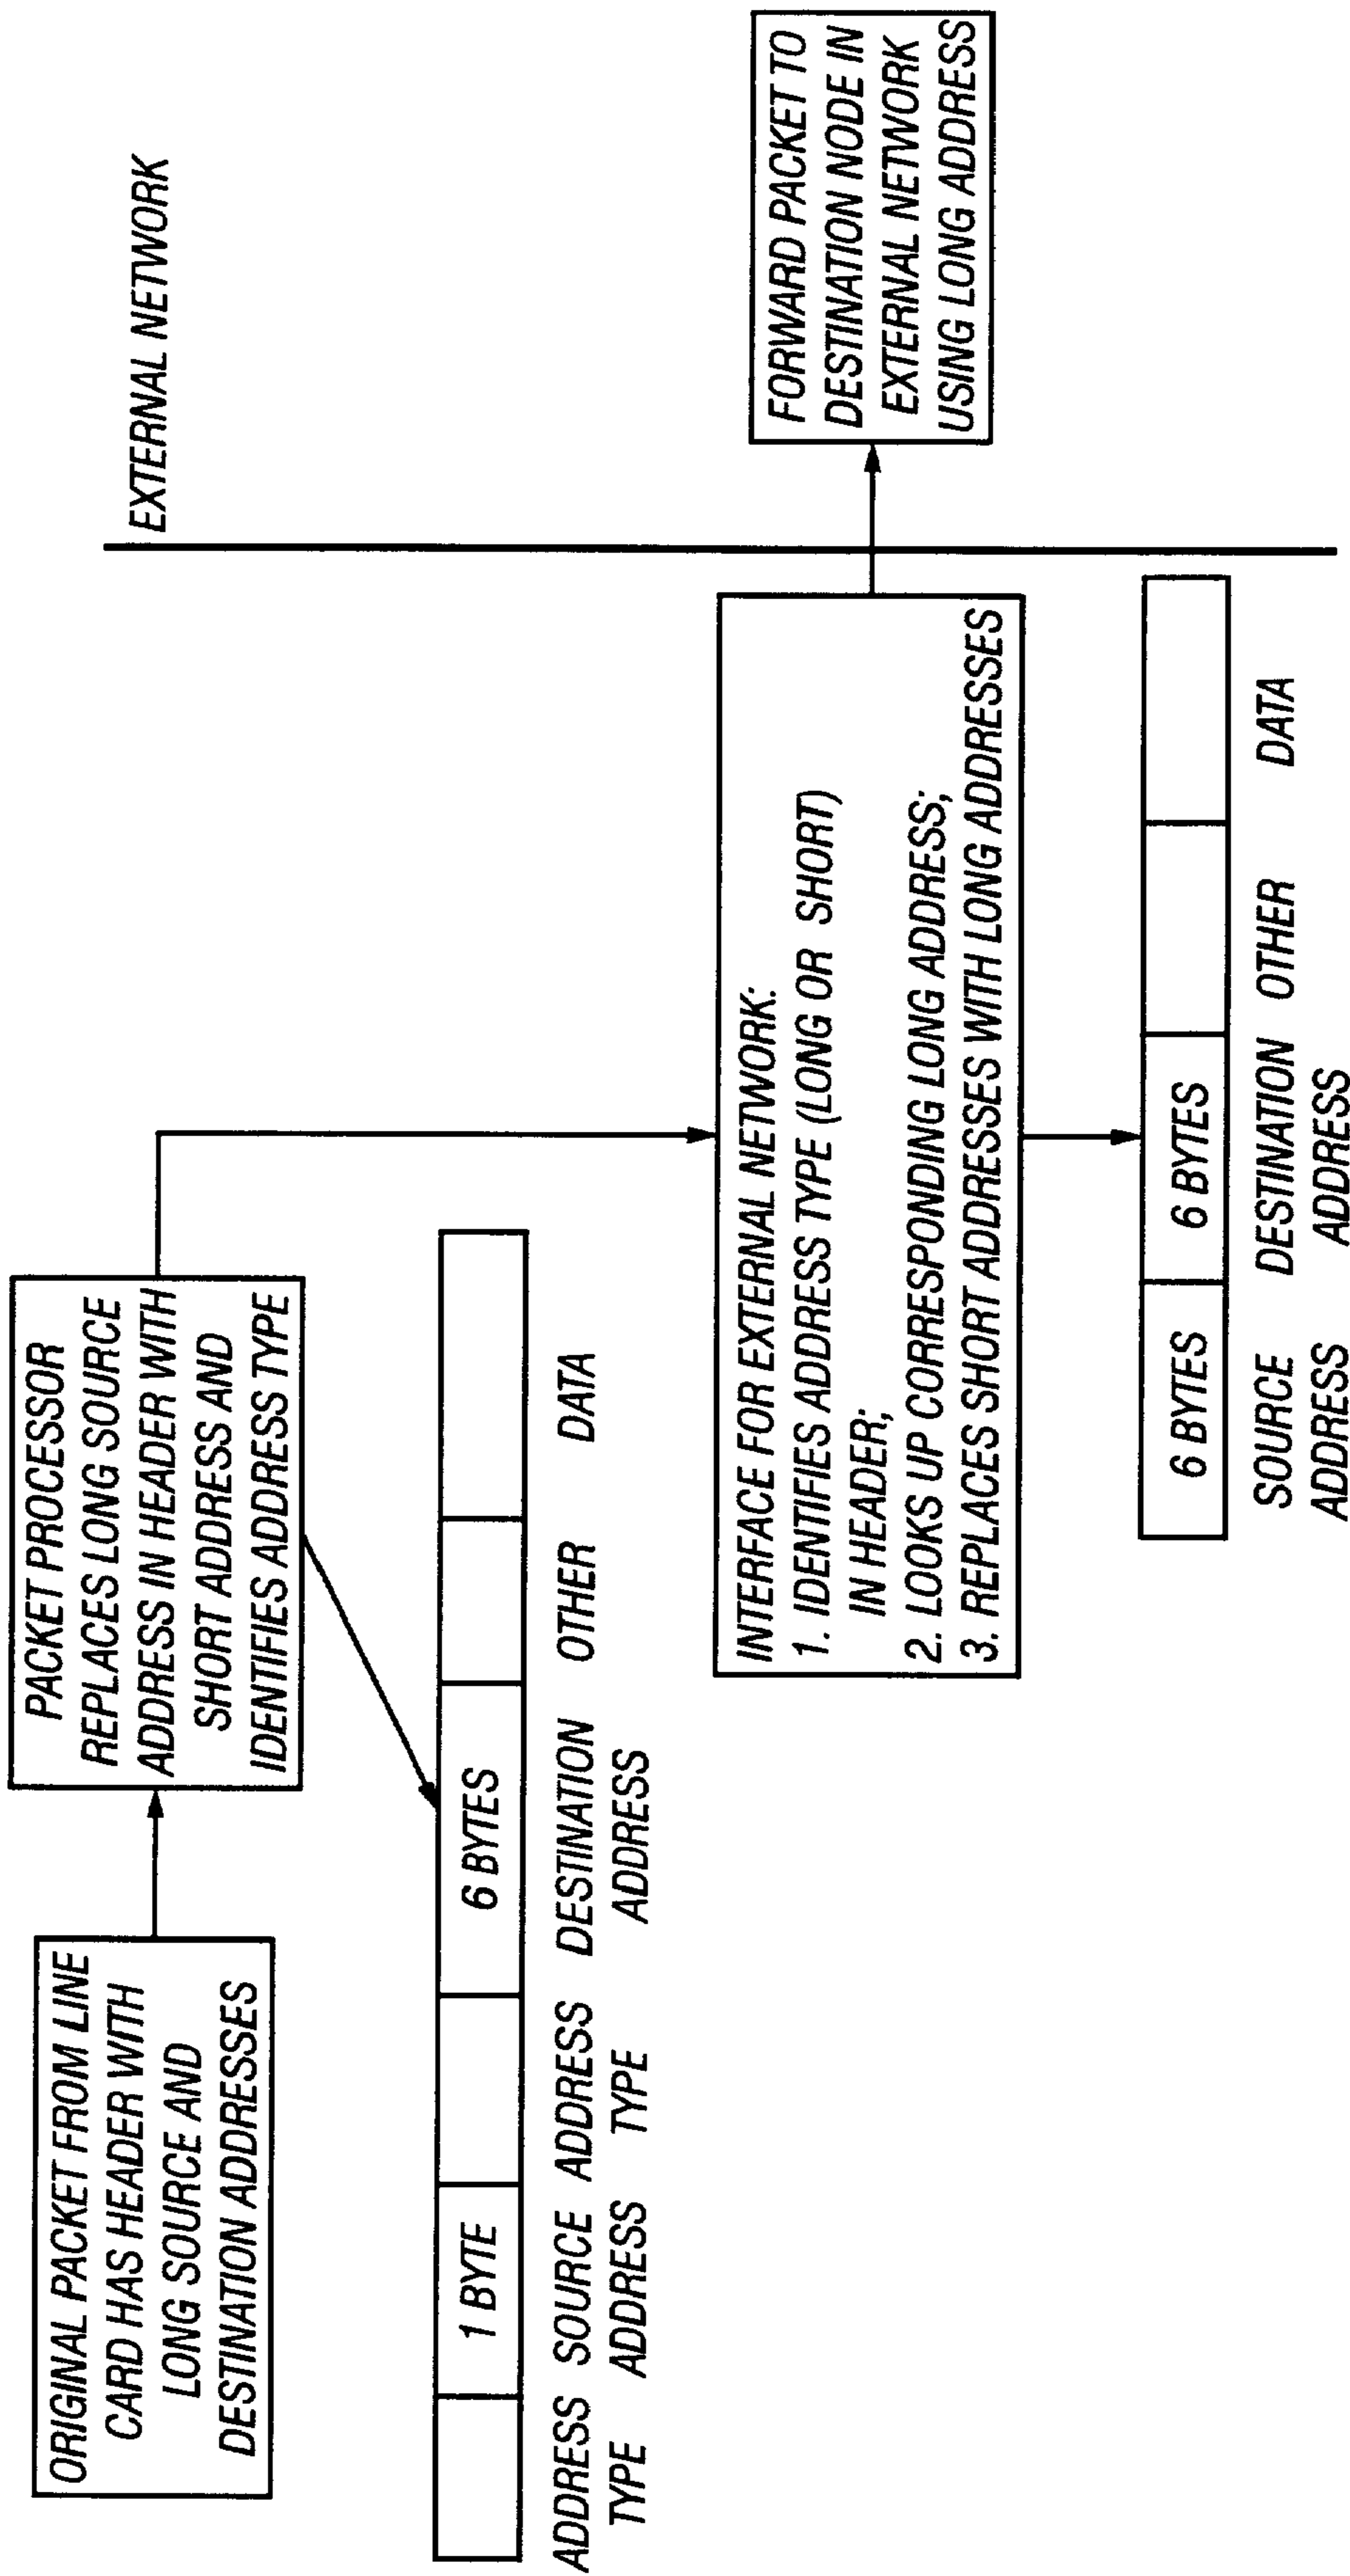 ORIGINAL PACKET FROM LINE
CARD HAS HEADER WITH
LONG SOURCE AND
DESTINATION ADDRESSES
PACKET PROCESSOR
REPLACES LONG SOURCE
ADDRESS IN HEADER WITH
SHORT ADDRESS AND
IDENTIFIES ADDRESS TYPE
EXTERNAL NETWORK
1 BYTE
6 BYTES
ADDRESS TYPE
SOURCE ADDRESS
ADDRESS TYPE
DESTINATION ADDRESS
OTHER
DATA
INTERFACE FOR EXTERNAL NETWORK:
1. IDENTIFIES ADDRESS TYPE (LONG OR SHORT)
IN HEADER;
2. LOOKS UP CORRESPONDING LONG ADDRESS;
3. REPLACES SHORT ADDRESSES WITH LONG ADDRESSES
FORWARD PACKET TO
DESTINATION NODE IN
EXTERNAL NETWORK
USING LONG ADDRESS
6 BYTES
6 BYTES
SOURCE ADDRESS
DESTINATION ADDRESS
OTHER
DATA